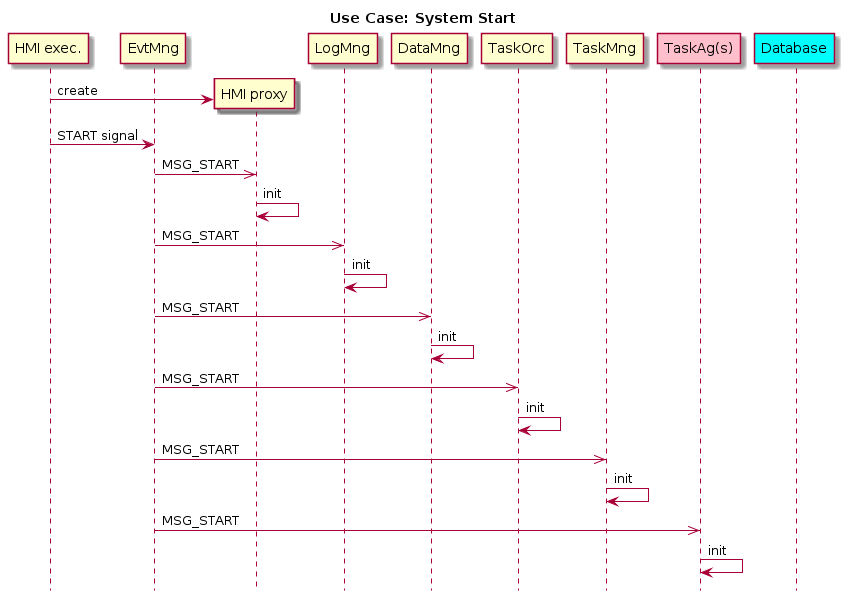 Use Case: System Start
HMI exec. EvtMng LogMng DataMng TaskOrc TaskMng TaskAg(s) Database
create HMI proxy
START signal
MSG_START
init
MSG_START
init
MSG_START
init
MSG_START
init
MSG_START
init
MSG_START
init